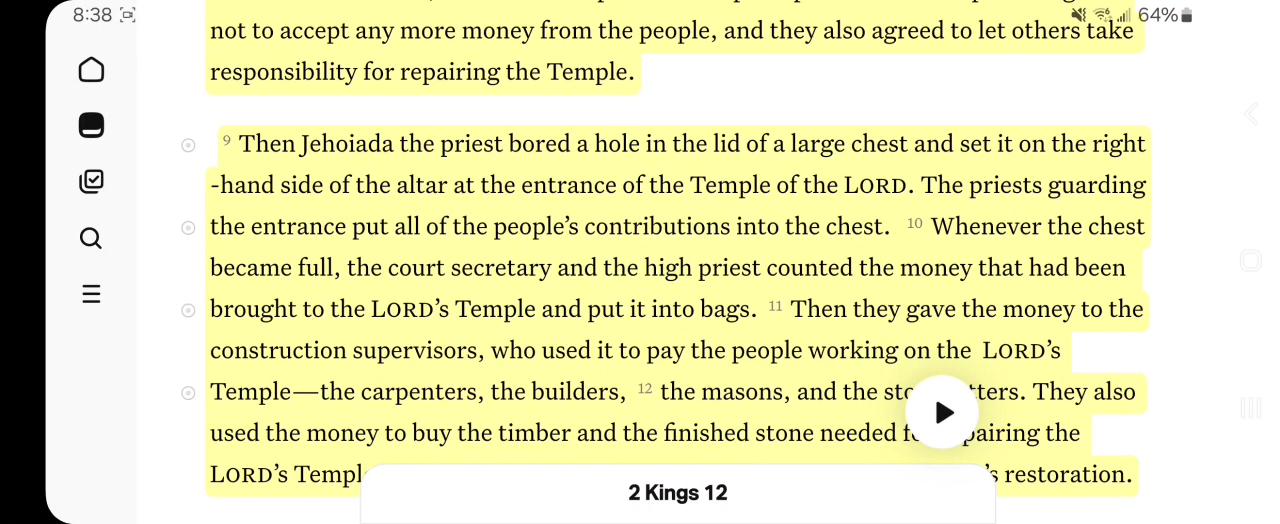 8:38
64%
not to accept any more money from the people, and they also agreed to let others take
responsibility for repairing the Temple.
9 Then Jehoiada the priest bored a hole in the lid of a large chest and set it on the right
-hand side of the altar at the entrance of the Temple of the LORD. The priests guarding
the entrance put all of the people’s contributions into the chest. 10 Whenever the chest
became full, the court secretary and the high priest counted the money that had been
brought to the LORD’s Temple and put it into bags. 11 Then they gave the money to the
construction supervisors, who used it to pay the people working on the LORD’s
Temple—the carpenters, the builders, 12 the masons, and the They also
used the money to buy the timber and the finished stone needed the
LORD’s restoration.
2 Kings 12